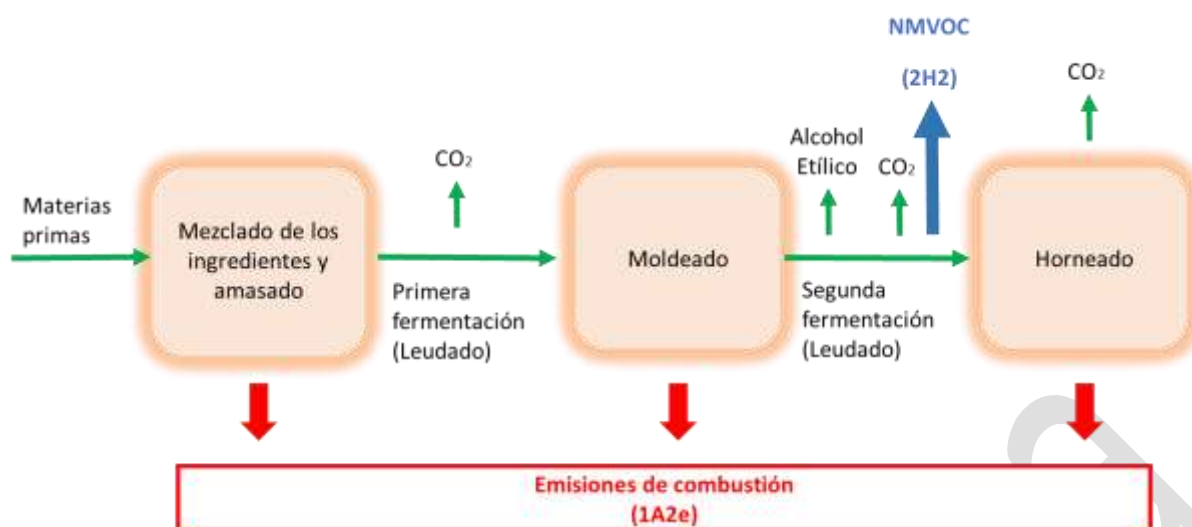 NMVOC
(2H2)
CO₂
Alcohol
Etílico
CO₂
CO₂
Materias
primas
Mezclado de los
ingredientes y
amasado
Moldeado
Horneado
Primera
fermentación
(Leudado)
Segunda
fermentación
(Leudado)
Emisiones de combustión
(1A2e)